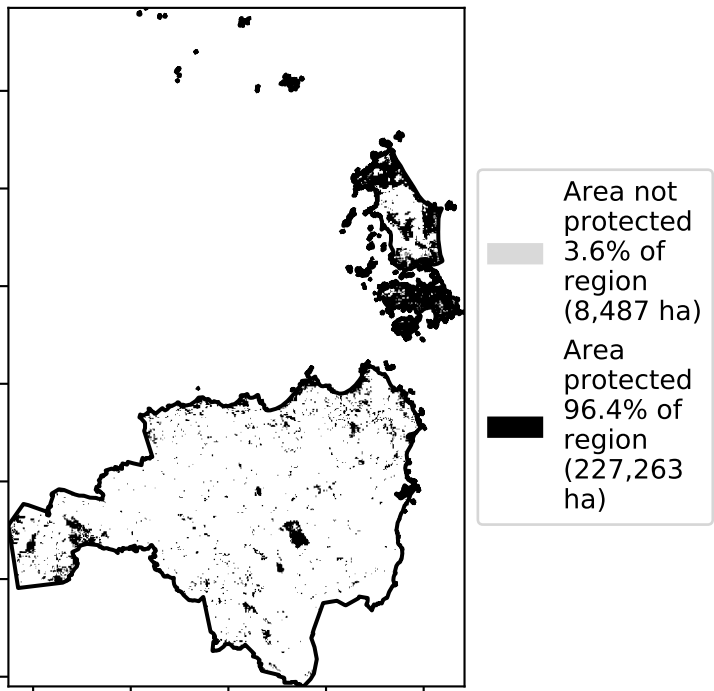 Area not
protected
3.6% of
region
(8,487 ha)
Area
protected
96.4% of
region
(227,263
ha)